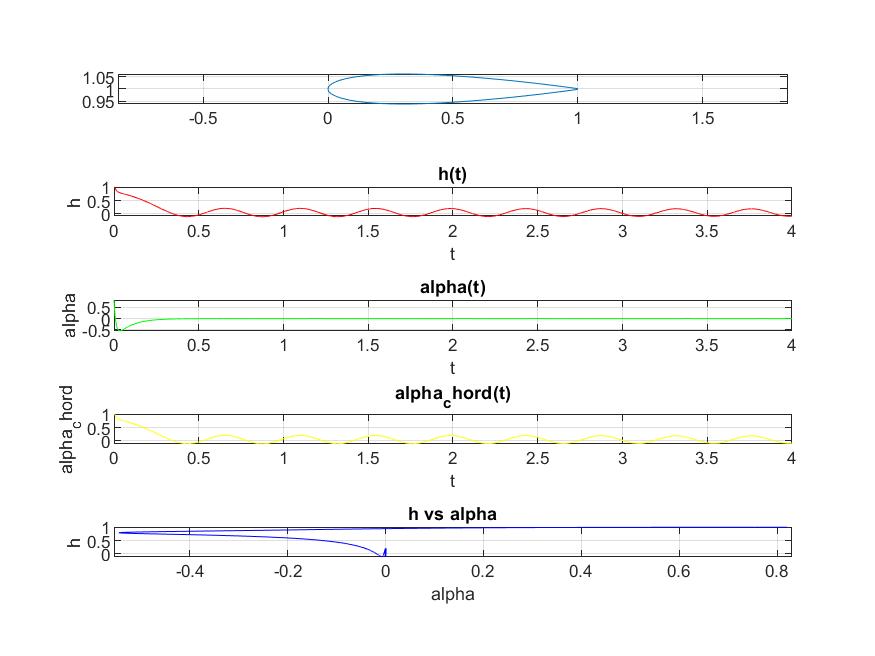 1.05
1
0.95
-0.5 0 0.5 1 1.5
h(t)
1
h 0.5
0
0 0.5 1 1.5 2 2.5 3 3.5 4
t
alpha(t)
alpha 0.5
0
-0.5
0 0.5 1 1.5 2 2.5 3 3.5 4
t
alpha_chord(t)
alpha_chord 1
0.5
0
0 0.5 1 1.5 2 2.5 3 3.5 4
t
h vs alpha
1
h 0.5
0
-0.4 -0.2 0 0.2 0.4 0.6 0.8
alpha